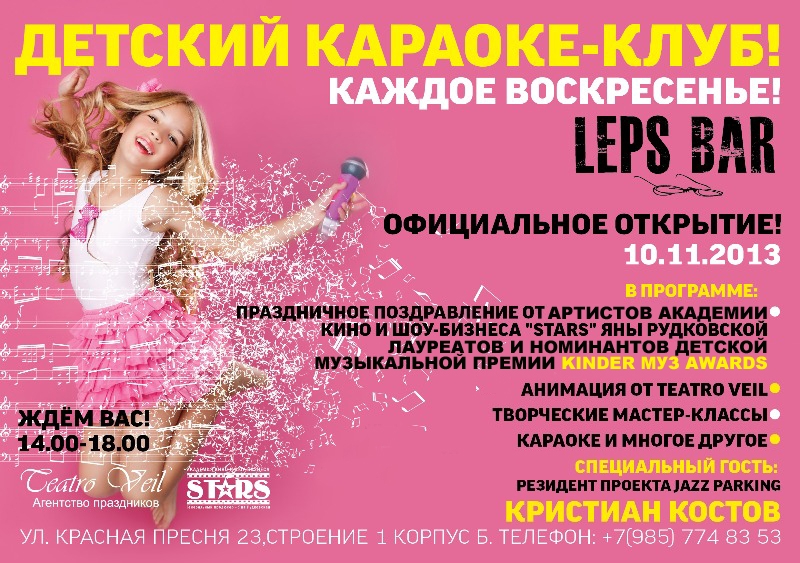 ДЕТСКИЙ КАРАОКЕ-КЛУБ!
КАЖДОЕ ВОСКРЕСЕНЬЕ!
LEPS BAR
ОФИЦИАЛЬНОЕ ОТКРЫТИЕ!
10.11.2013
В ПРОГРАММЕ:
ПРАЗДНИЧНОЕ ПОЗДРАВЛЕНИЕ ОТ АРТИСТОВ АКАДЕМИИ
КИНО И ШОУ-БИЗНЕСА "STARS" ЯНЫ РУДКОВСКОЙ
ЛАУРЕАТОВ И НОМИНАНТОВ ДЕТСКОЙ
МУЗЫКАЛЬНОЙ ПРЕМИИ KINDER МУЗ AWARDS
АНИМАЦИЯ ОТ TEATRO VEIL
ТВОРЧЕСКИЕ МАСТЕР-КЛАССЫ
КАРАОКЕ И МНОГОЕ ДРУГОЕ
ЖДЁМ ВАС!
14.00-18.00
Teatro Veil
Агентство праздников
STARS
СПЕЦИАЛЬНЫЙ ГОСТЬ:
РЕЗИДЕНТ ПРОЕКТА JAZZ PARKING
КРИСТИАН КОСТОВ
УЛ. КРАСНАЯ ПРЕСНЯ 23,СТРОЕНИЕ 1 КОРПУС Б. ТЕЛЕФОН: +7(985) 774 83 53